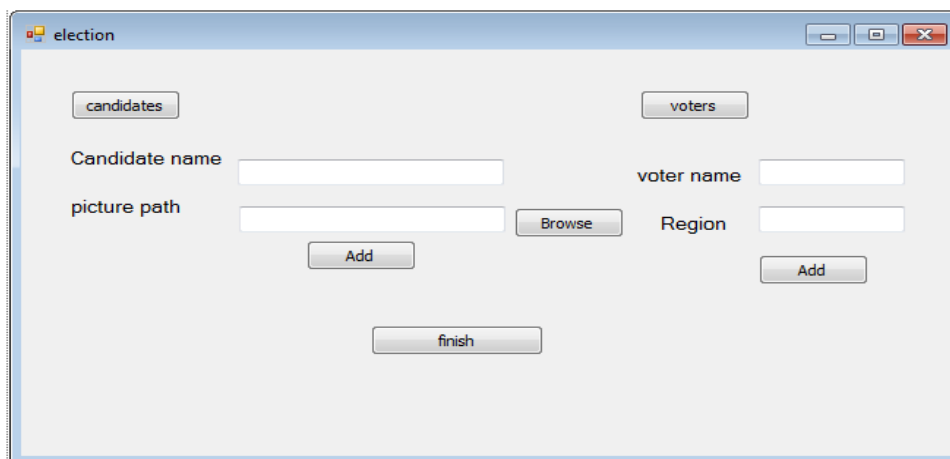 election
candidates
voters
Candidate name
voter name
picture path
Browse
Region
Add
Add
finish